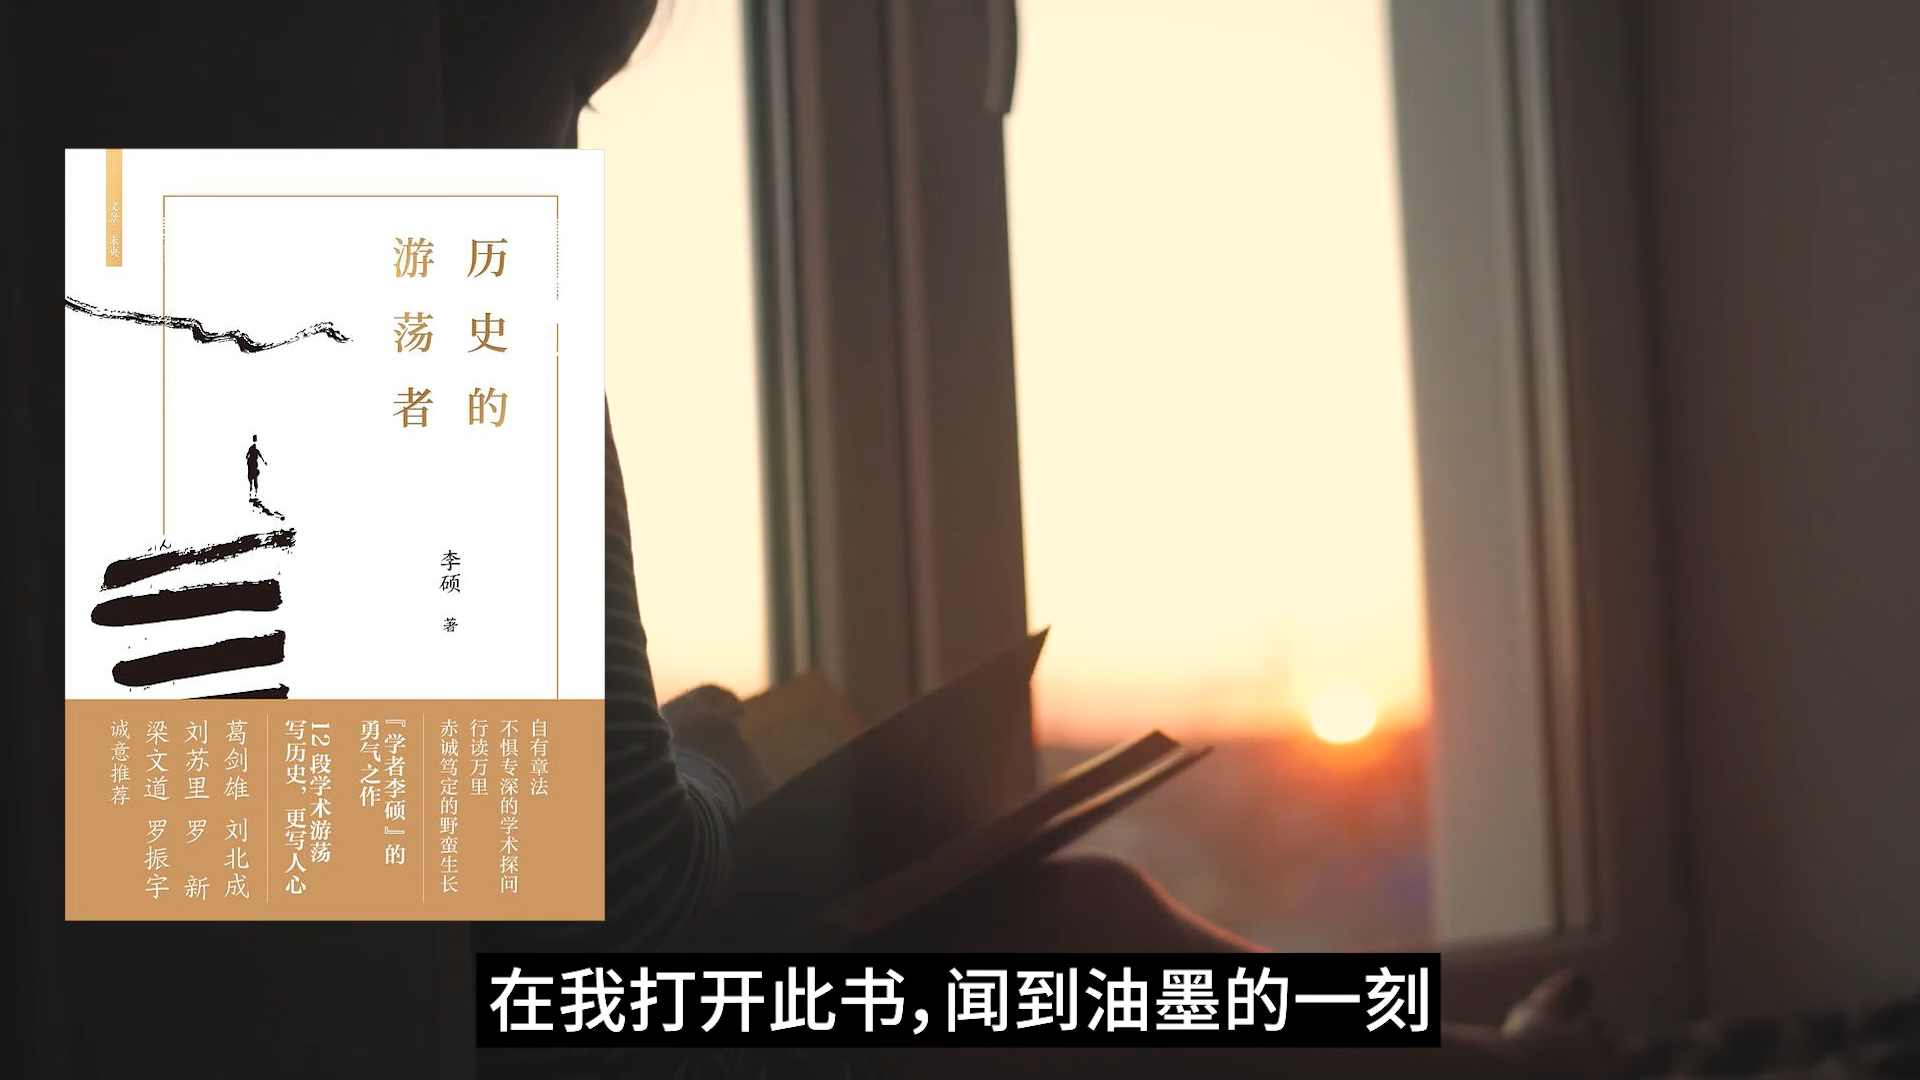 文景·未央
历史的
游荡者
李硕 著
自有章法
不惧专深的学术探问
行读万里
赤诚笃定的野蛮生长
『学者李硕』的
勇气之作
12段学术游荡
写历史，更写人心
葛剑雄 刘北成
刘苏里 罗 新
梁文道 罗振宇
诚意推荐
在我打开此书，闻到油墨的一刻